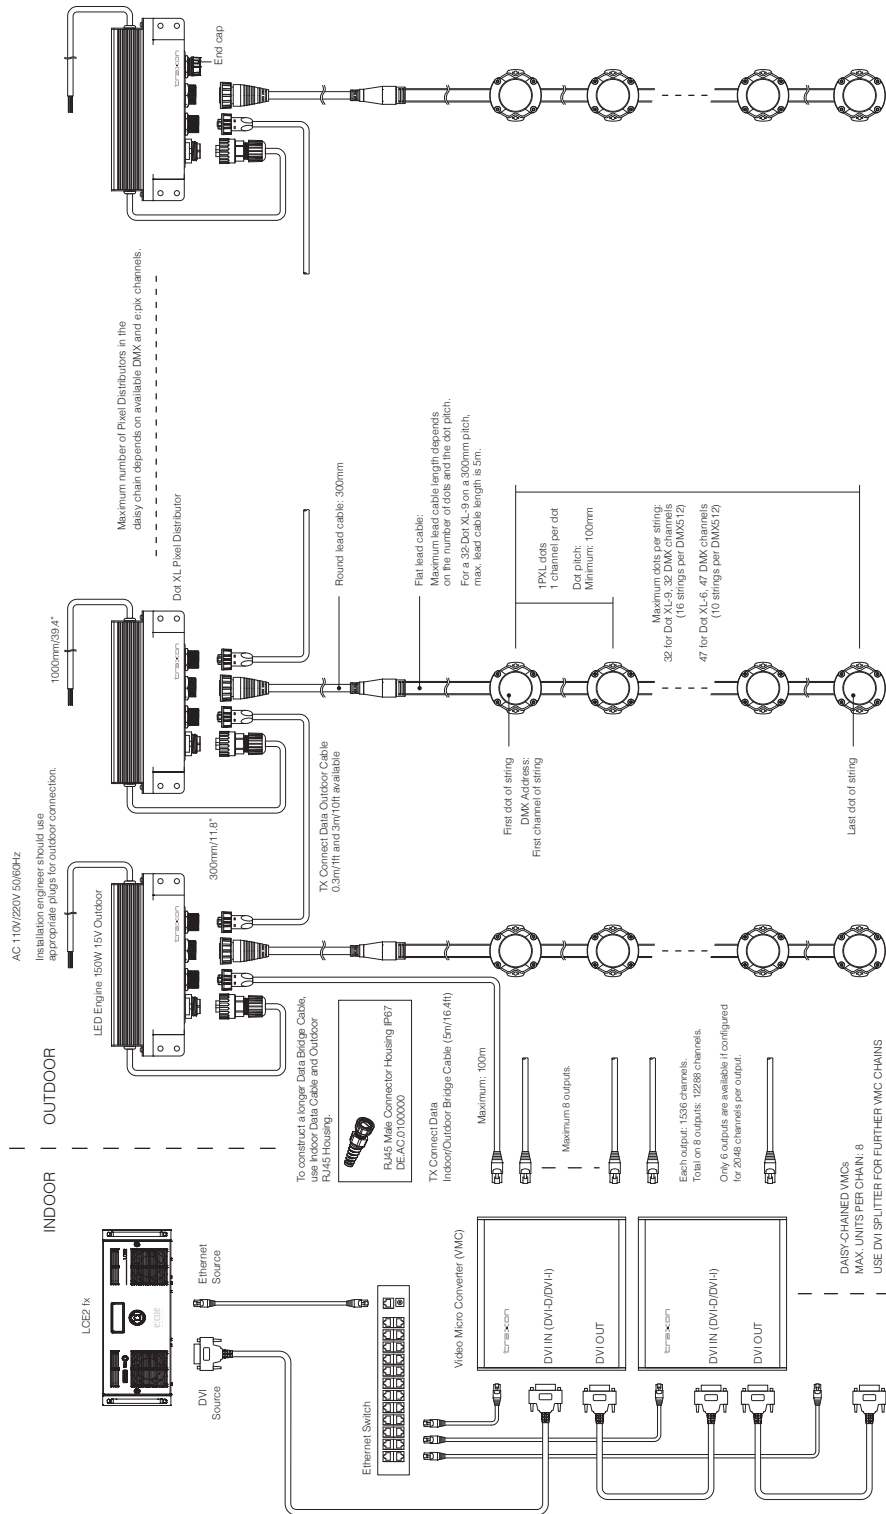 INDOOR
OUTDOOR
LCE2 fx
e:cue
DVI
Source
Ethernet
Source
Ethernet Switch
Video Micro Converter (VMC)
traxon
DVI IN (DVI-D/DVI-I)
DVI OUT
traxon
DVI IN (DVI-D/DVI-I)
DVI OUT
DAISY-CHAINED VMCs
MAX. UNITS PER CHAIN: 8
USE DVI SPLITTER FOR FURTHER VMC CHAINS
To construct a longer Data Bridge Cable,
use Indoor Data Cable and Outdoor
RJ45 Housing.
RJ45 Male Connector Housing IP67
DE.AC.0100000
TX Connect Data
Indoor/Outdoor Bridge Cable (5m/16.4ft)
Maximum: 100m
Maximum 8 outputs.
Each output: 1536 channels.
Total on 8 outputs: 12288 channels.
Only 6 outputs are available if configured
for 2048 channels per output.
AC 110V/220V 50/60Hz
Installation engineer should use
appropriate plugs for outdoor connection.
LED Engine 150W 15V Outdoor
traxon
300mm/11.8"
1000mm/39.4"
TX Connect Data Outdoor Cable
0.3m/1ft and 3m/10ft available
Dot XL Pixel Distributor
traxon
Maximum number of Pixel Distributors in the
daisy chain depends on available DMX and e:pix channels.
Round lead cable: 300mm
Flat lead cable:
Maximum lead cable length depends
on the number of dots and the dot pitch.
For a 32-Dot XL-9 on a 300mm pitch,
max. lead cable length is 5m.
First dot of string
DMX Address:
First channel of string
1PXL dots
1 channel per dot
Dot pitch:
Minimum: 100mm
Maximum dots per string:
32 for Dot XL-9, 32 DMX channels
(16 strings per DMX512)
47 for Dot XL-6, 47 DMX channels
(10 strings per DMX512)
Last dot of string
traxon
End cap